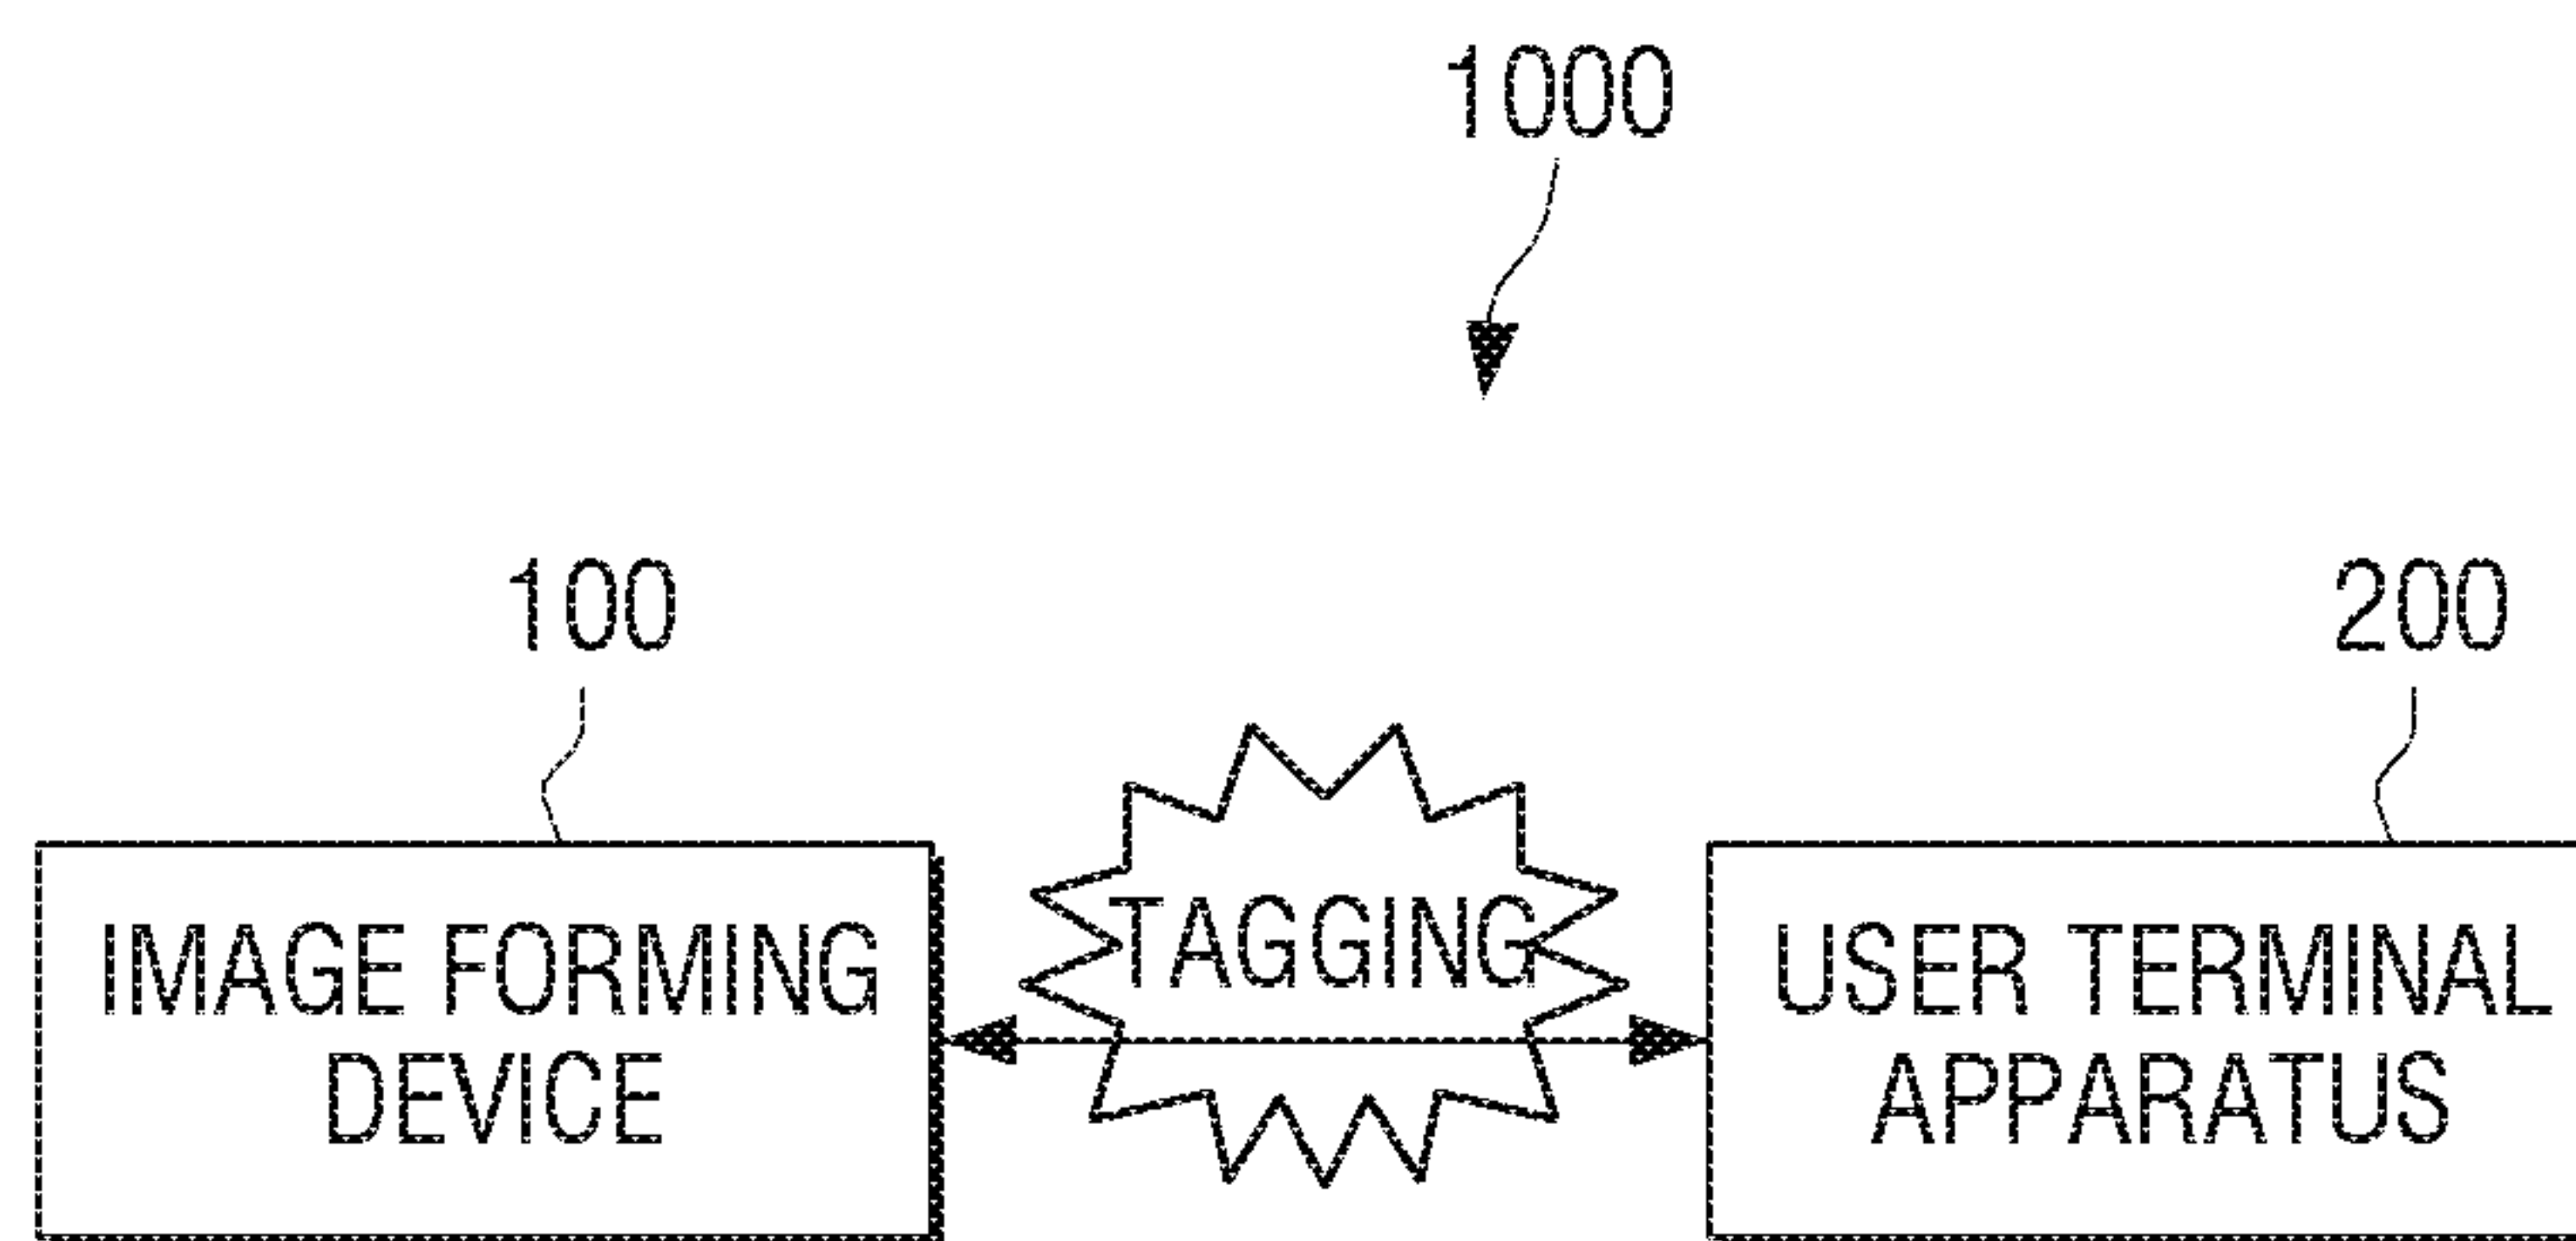 1000
100
200
IMAGE FORMING
DEVICE
TAGGING
USER TERMINAL
APPARATUS